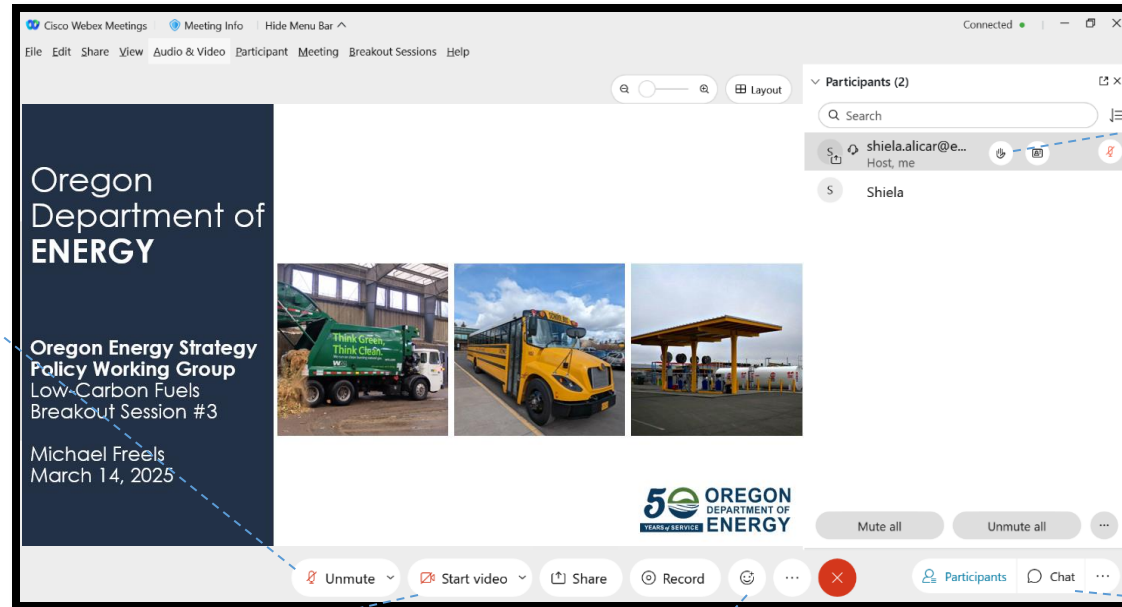 Cisco Webex Meetings
Meeting Info
Hide Menu Bar
Connected
File Edit Share View Audio & Video Participant Meeting Breakout Sessions Help
Layout
Participants (2)
Search
S
shiela.alicar@e...
Host, me
S
Shiela
Oregon
Department of
ENERGY
Oregon Energy Strategy
Policy Working Group
Low-Carbon Fuels
Breakout Session #3
Michael Freels
March 14, 2025
Think Green.
Think Clean.
SCHOOL BUS
50
YEARS of SERVICE
OREGON
DEPARTMENT OF
ENERGY
Mute all
Unmute all
Unmute
Start video
Share
Record
Participants
Chat